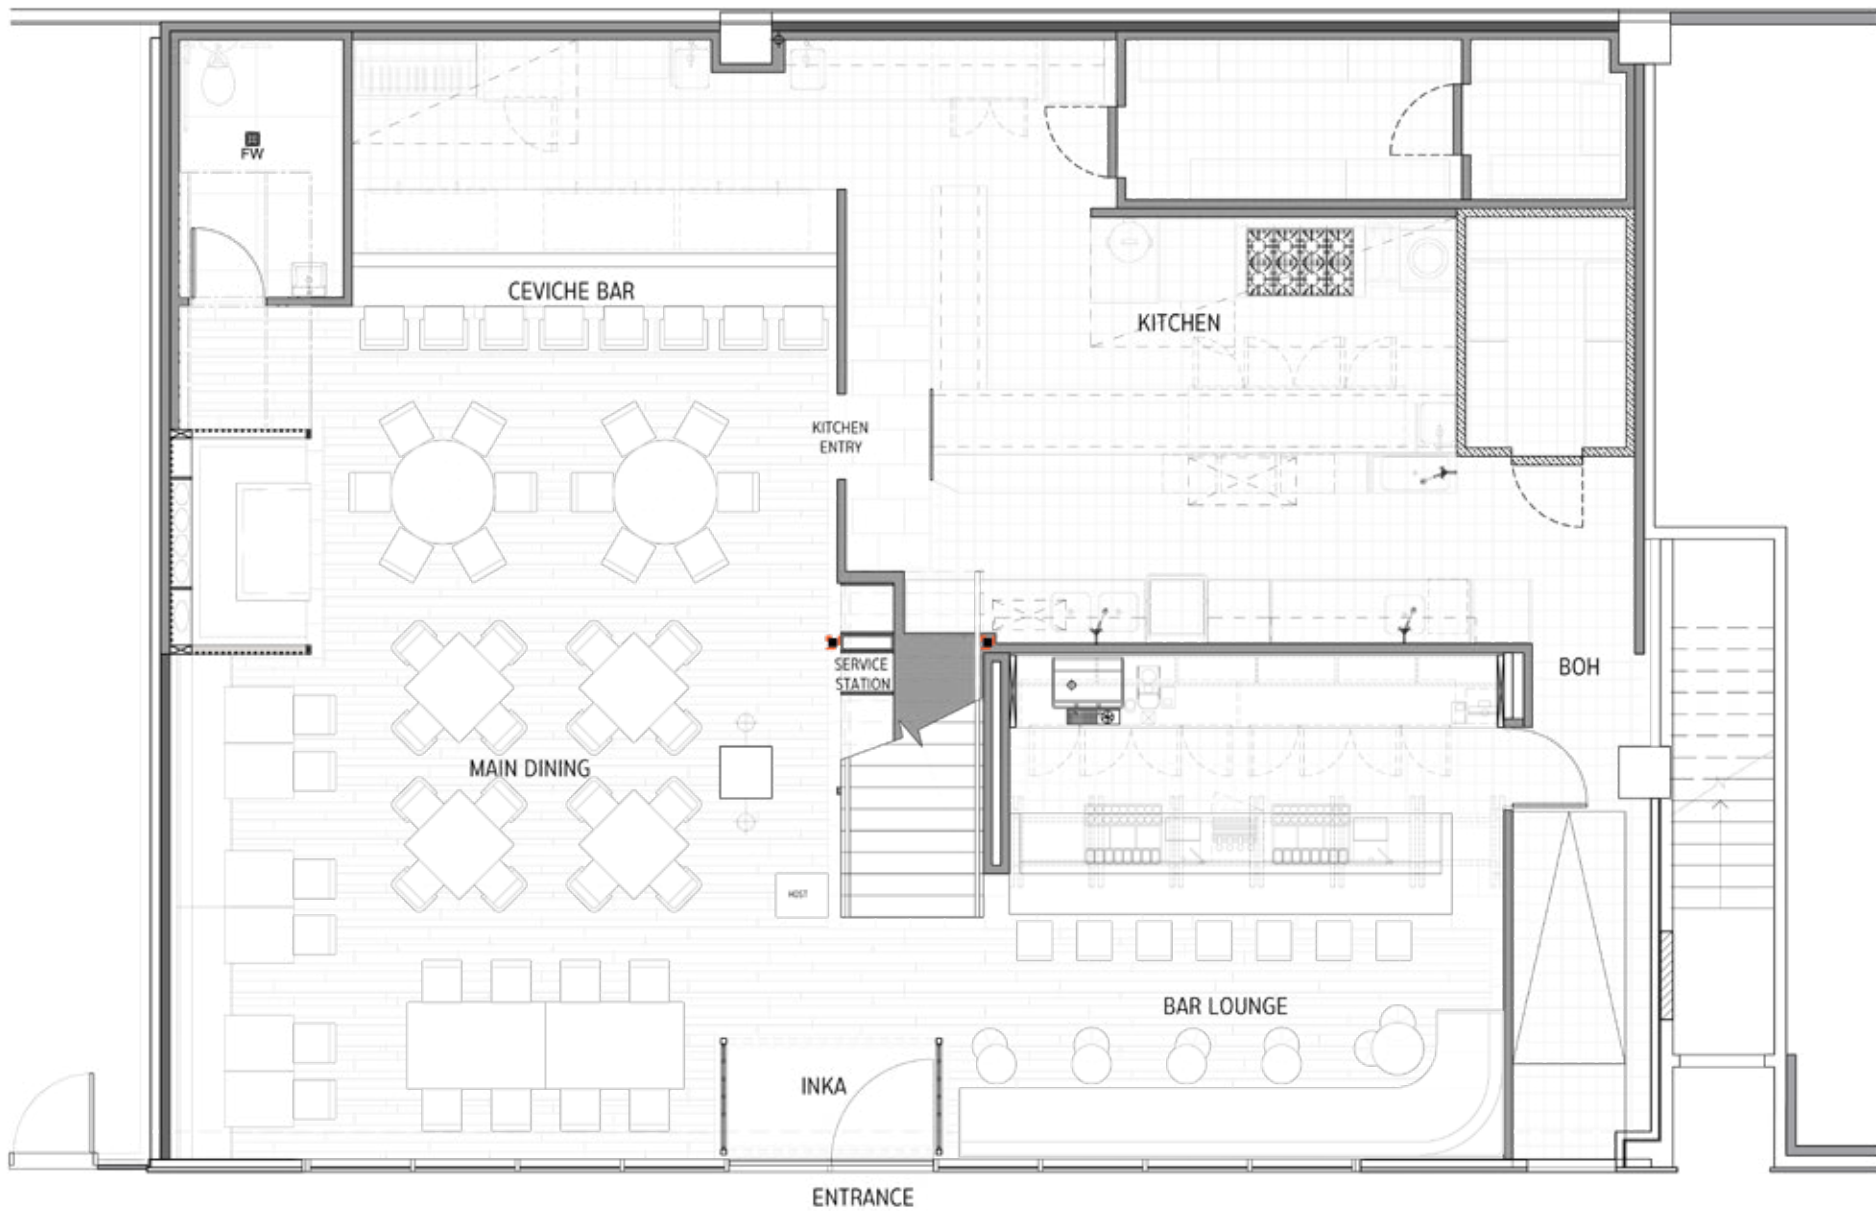 FW
CEVICHE BAR
KITCHEN
KITCHEN
ENTRY
SERVICE
STATION
BOH
MAIN DINING
HOST
BAR LOUNGE
INKA
ENTRANCE